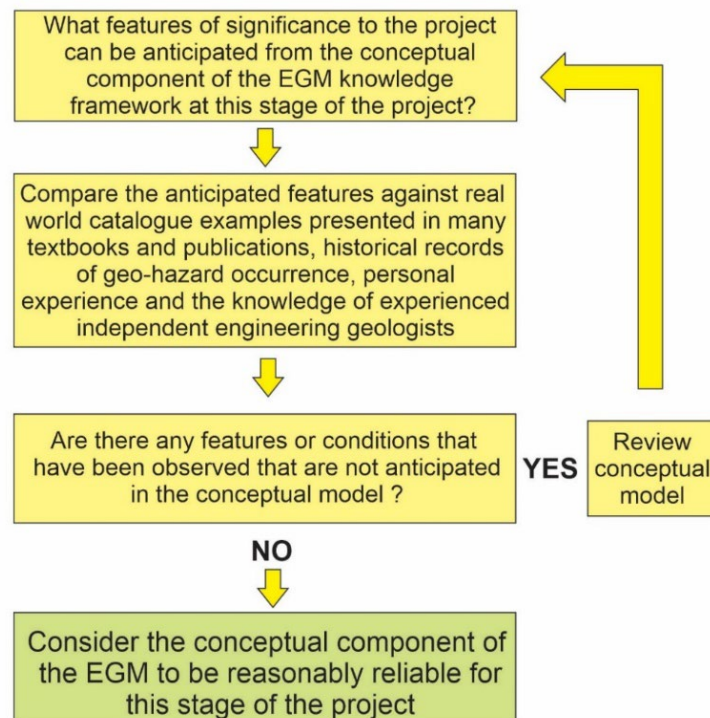 What features of significance to the project
can be anticipated from the conceptual
component of the EGM knowledge
framework at this stage of the project?
Compare the anticipated features against real
world catalogue examples presented in many
textbooks and publications, historical records
of geo-hazard occurrence, personal
experience and the knowledge of experienced
independent engineering geologists
Are there any features or conditions that
have been observed that are not anticipated
in the conceptual model ?
YES
Review
conceptual
model
NO
Consider the conceptual component of
the EGM to be reasonably reliable for
this stage of the project